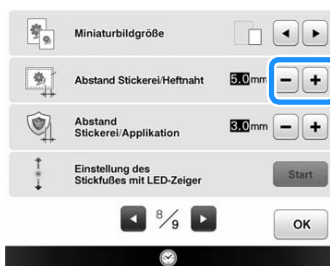 Miniaturbildgröße
Abstand Stickerei/Heftnaht
5.0mm
Abstand
Stickerei/Applikation
3.0mm
Einstellung des
Stickfußes mit LED-Zeiger
Start
8/9
OK